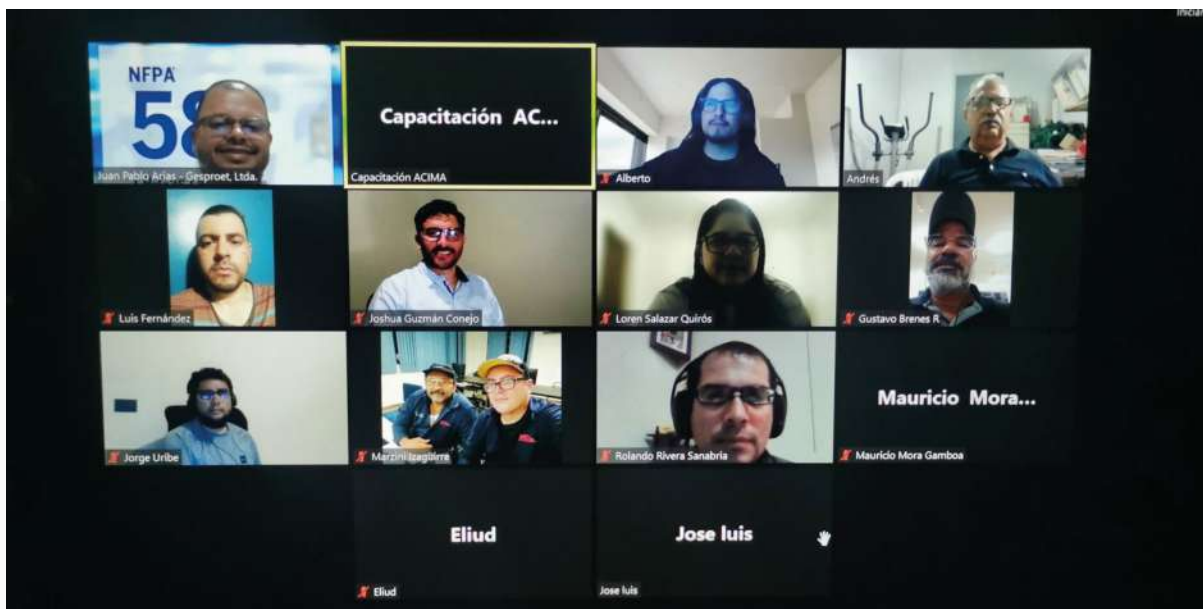 Inician
NFPA
58
Juan Pablo Arias - Gesproet, Ltda.
Capacitación AC...
Capacitación ACIMA
Alberto
Andrés
Luis Fernández
Joshua Guzmán Conejo
Loren Salazar Quirós
Gustavo Brenes R
Jorge Uribe
Marzini Izaguirre
Rolando Rivera Sanabria
Mauricio Mora...
Mauricio Mora Gamboa
Eliud
Eliud
Jose luis
Jose luis